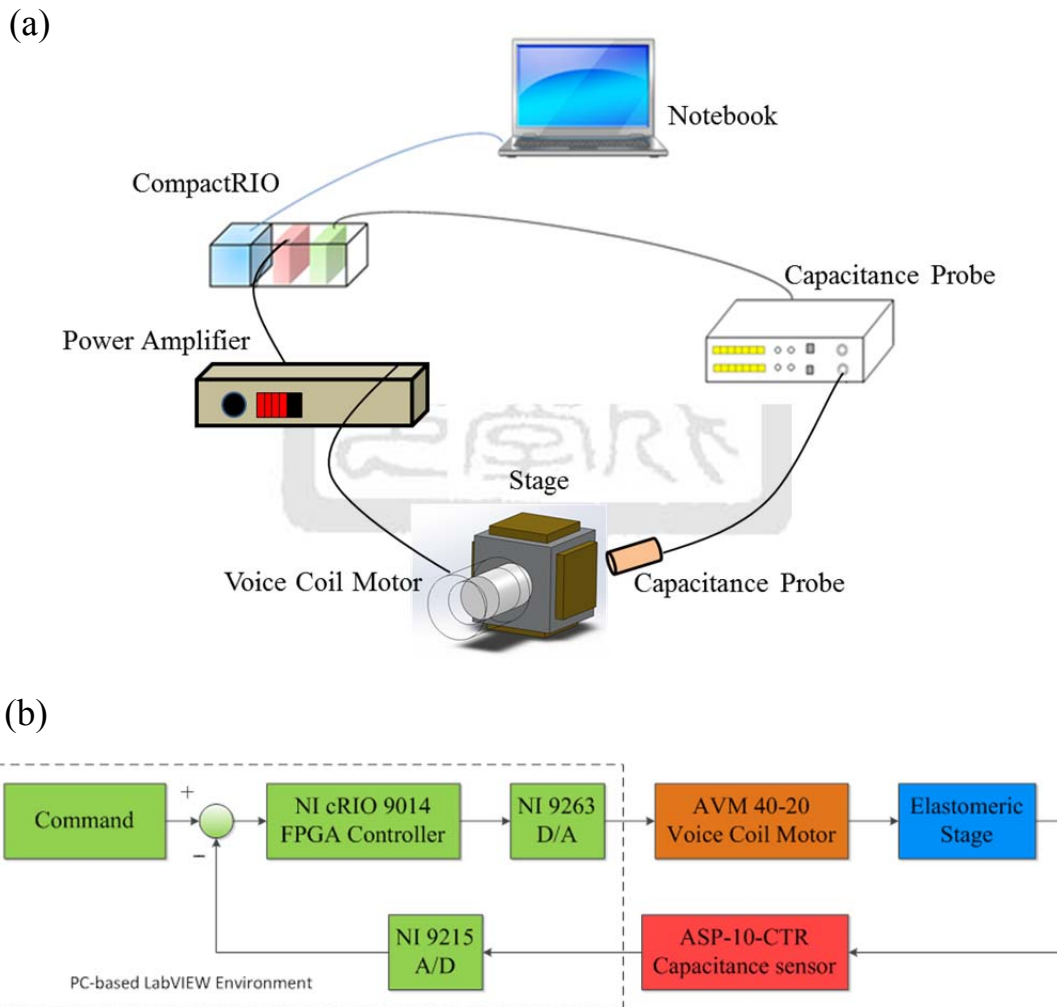 (a)
Notebook
CompactRIO
Capacitance Probe
Power Amplifier
Stage
Voice Coil Motor
Capacitance Probe
(b)
Command
+
−
NI cRIO 9014
FPGA Controller
NI 9263
D/A
AVM 40-20
Voice Coil Motor
Elastomeric
Stage
NI 9215
A/D
ASP-10-CTR
Capacitance sensor
PC-based LabVIEW Environment